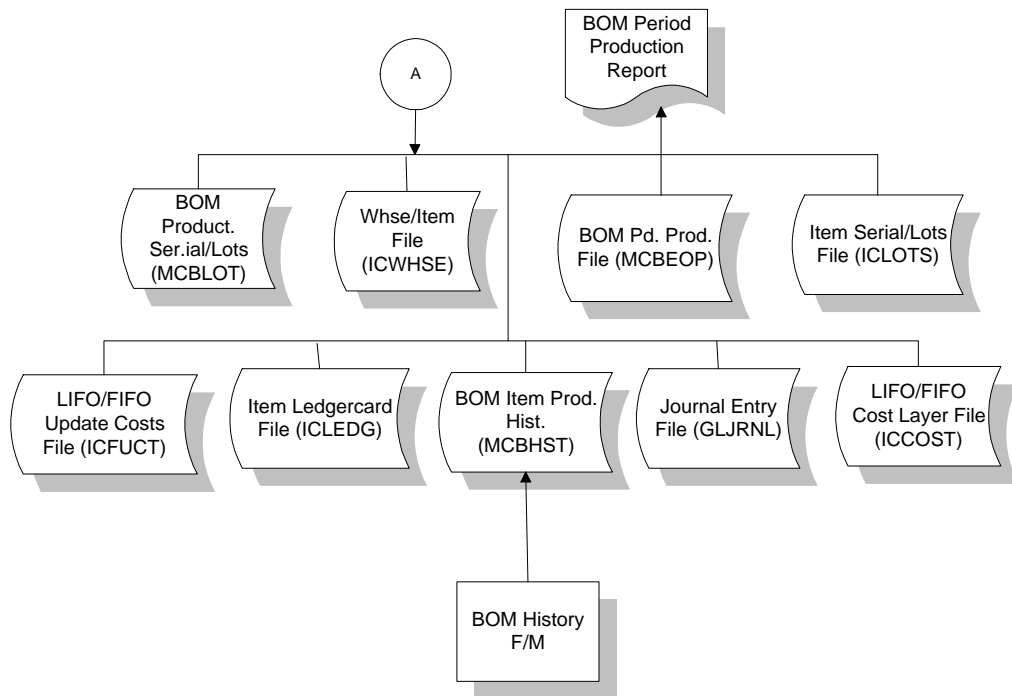 A
BOM Period
Production
Report
BOM
Product.
Ser.ial/Lots
(MCBLOT)
Whse/Item
File
(ICWHSE)
BOM Pd. Prod.
File (MCBEOP)
Item Serial/Lots
File (ICLOTS)
LIFO/FIFO
Update Costs
File (ICFUCT)
Item Ledgercard
File (ICLEDG)
BOM Item Prod.
Hist.
(MCBHST)
Journal Entry
File (GLJRNL)
LIFO/FIFO
Cost Layer File
(ICCOST)
BOM History
F/M